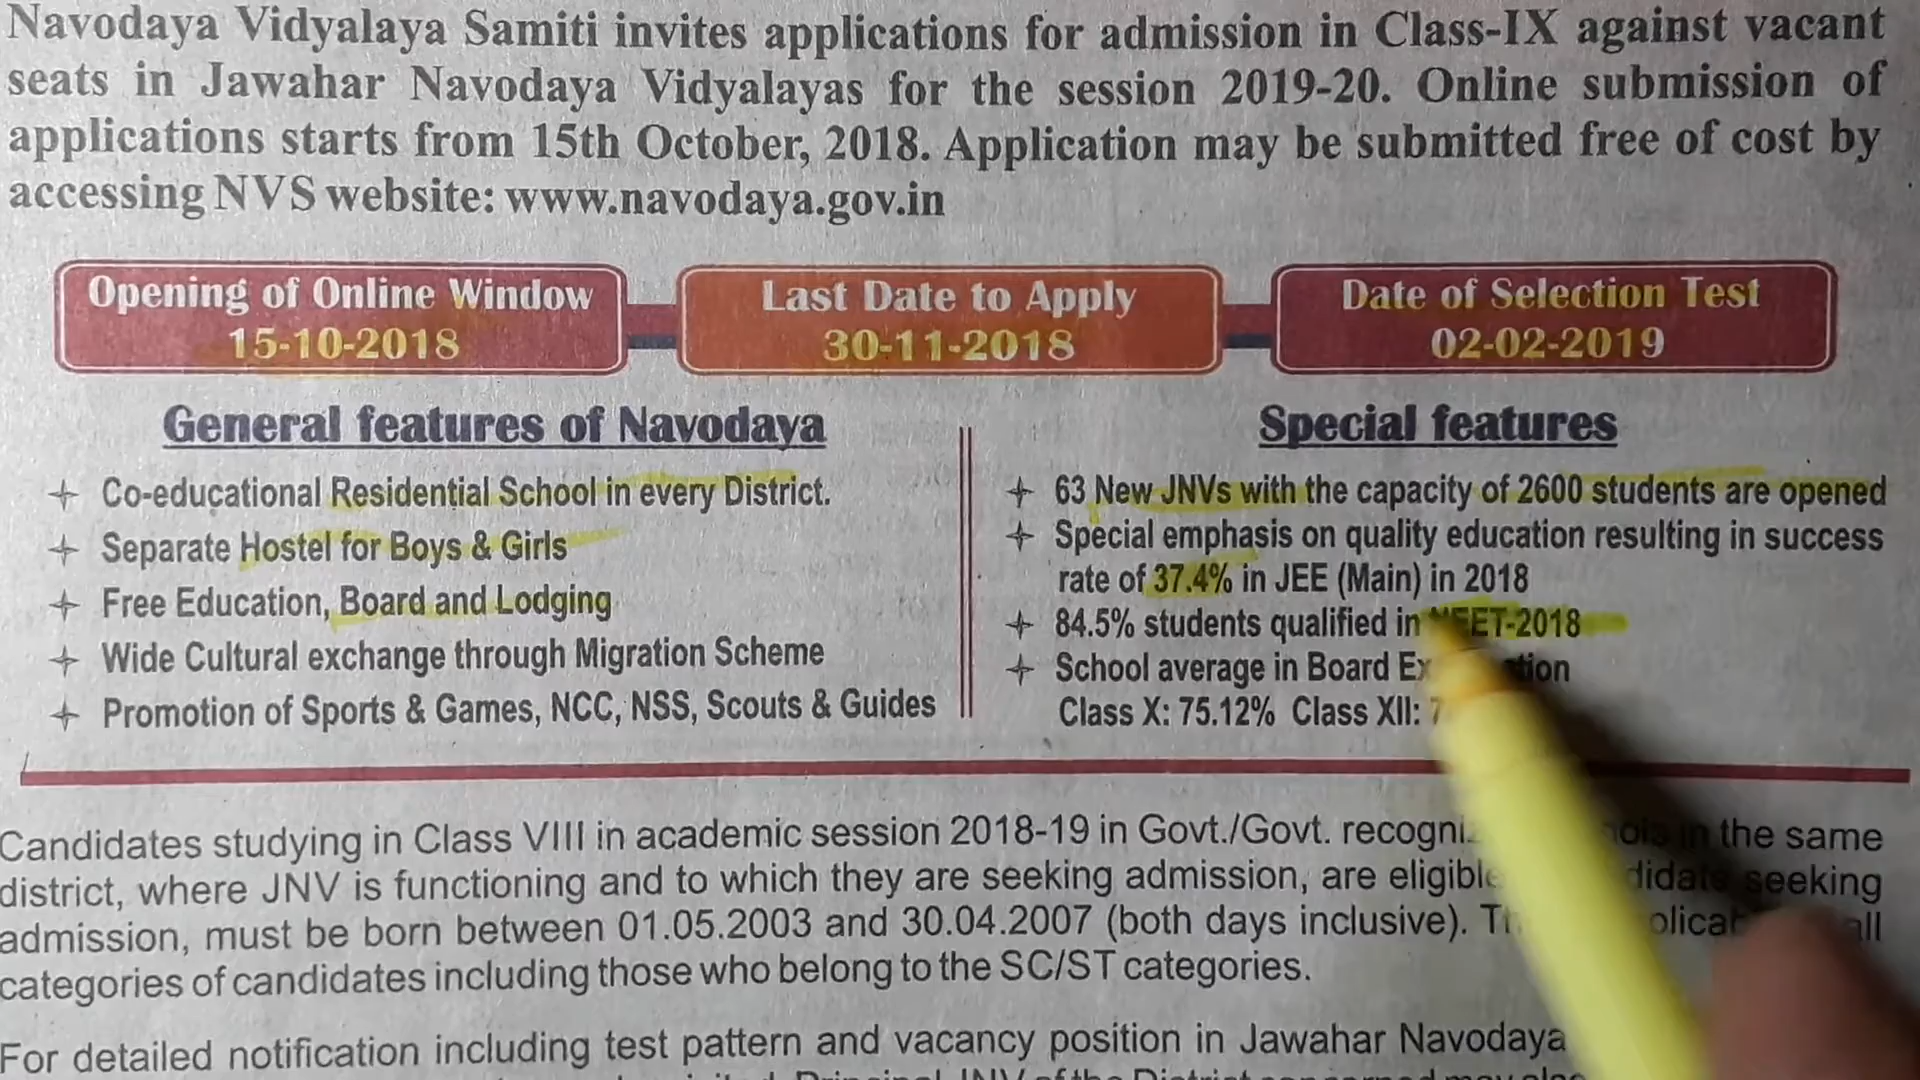 Navodaya Vidyalaya Samiti invites applications for admission in Class-IX against vacant
seats in Jawahar Navodaya Vidyalayas for the session 2019-20. Online submission of
applications starts from 15th October, 2018. Application may be submitted free of cost by
accessing NVS website: www.navodaya.gov.in
Opening of Online Window
15-10-2018
Last Date to Apply
30-11-2018
Date of Selection Test
02-02-2019
General features of Navodaya
Co-educational Residential School in every District.
Separate Hostel for Boys & Girls
Free Education, Board and Lodging
Wide Cultural exchange through Migration Scheme
Promotion of Sports & Games, NCC, NSS, Scouts & Guides
Special features
63 New JNVs with the capacity of 2600 students are opened
Special emphasis on quality education resulting in success
rate of 37.4% in JEE (Main) in 2018
84.5% students qualified in NEET-2018
School average in Board
Class X: 75.12% Class XII:
Candidates studying in Class VIII in academic session 2018-19 in Govt./Govt. in the same
district, where JNV is functioning and to which they are seeking admission, are seeking
admission, must be born between 01.05.2003 and 30.04.2007 (both days inclusive). all
categories of candidates including those who belong to the SC/ST categories.
For detailed notification including test pattern and vacancy position in Jawahar Navodaya